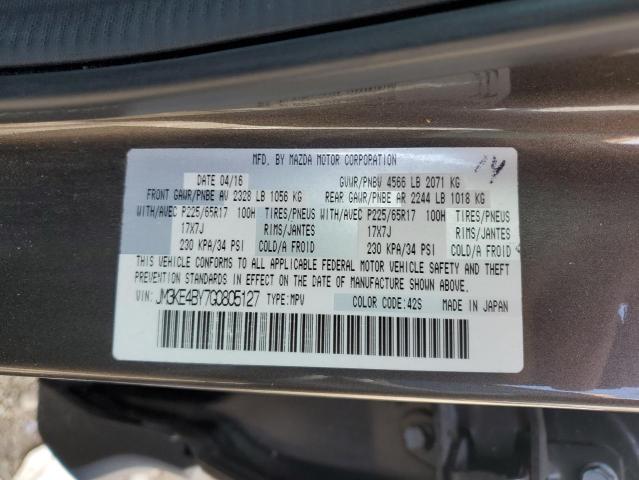 MFD. BY MAZDA MOTOR CORPORATION
DATE 04/16 GVWR/PNBV 4566 LB 2071 KG
FRONT GAWR/PNBE AV 2328 LB 1056 KG REAR GAWR/PNBE AR 2244 LB 1018 KG
WITH/AVEC P225/65R17 100H TIRES/PNEUS WITH/AVEC P225/65R17 100H TIRES/PNEUS
17X7J RIMS/JANTES 17X7J RIMS/JANTES
230 KPA/34 PSI COLD/A FROID 230 KPA/34 PSI COLD/A FROID
THIS VEHICLE CONFORMS TO ALL APPLICABLE FEDERAL MOTOR VEHICLE SAFETY AND THEFT
PREVENTION STANDARDS IN EFFECT ON THE DATE OF MANUFACTURE SHOWN ABOVE.
VIN: JM3KE4BY7G0805127 TYPE:MPV COLOR CODE:42S MADE IN JAPAN